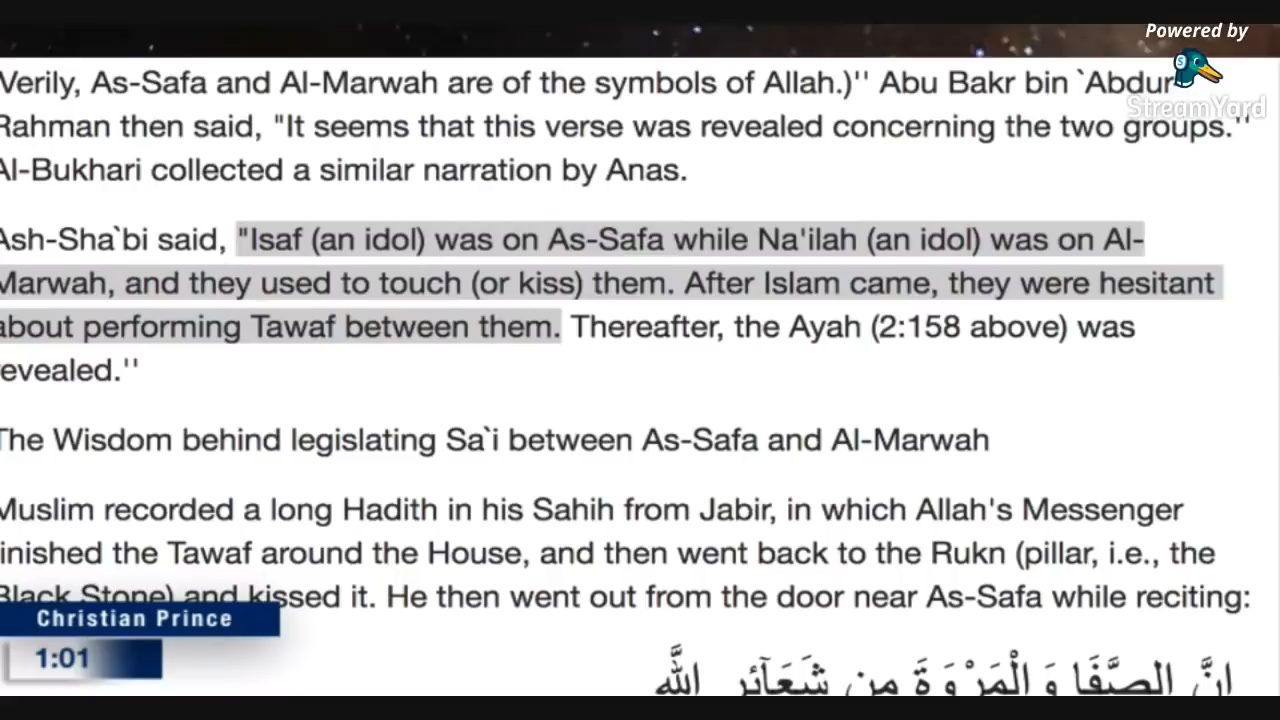 Powered by
StreamYard
Verily, As-Safa and Al-Marwah are of the symbols of Allah.)'' Abu Bakr bin `Abdur
Rahman then said, "It seems that this verse was revealed concerning the two groups.''
Al-Bukhari collected a similar narration by Anas.
Ash-Sha`bi said, "Isaf (an idol) was on As-Safa while Na'ilah (an idol) was on Al-
Marwah, and they used to touch (or kiss) them. After Islam came, they were hesitant
about performing Tawaf between them. Thereafter, the Ayah (2:158 above) was
revealed.''
The Wisdom behind legislating Sa`i between As-Safa and Al-Marwah
Muslim recorded a long Hadith in his Sahih from Jabir, in which Allah's Messenger
finished the Tawaf around the House, and then went back to the Rukn (pillar, i.e., the
Black Stone) and kissed it. He then went out from the door near As-Safa while reciting:
إِنَّ الصَّفَا وَ الْمَرْوَةَ مِن شَعَآئِرِ اللَّهِ
Christian Prince
1:01